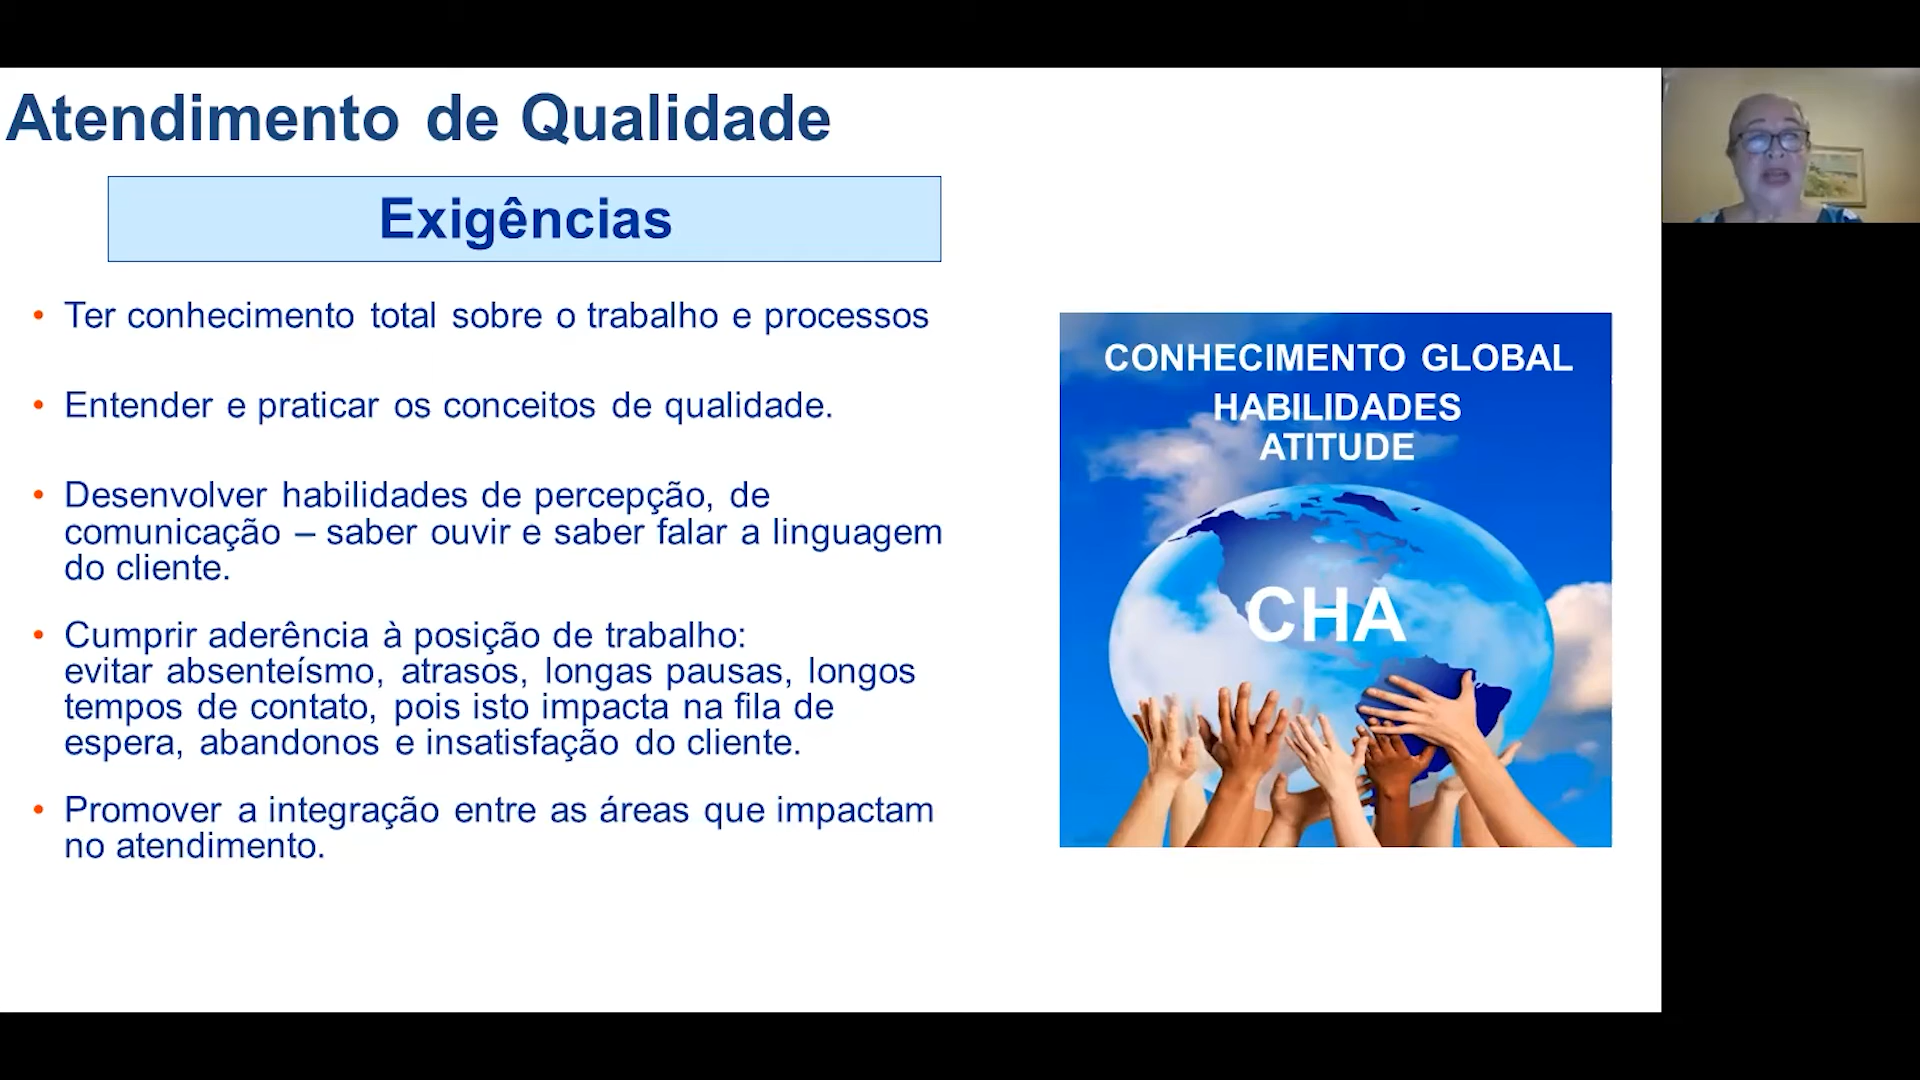 Atendimento de Qualidade
Exigências
• Ter conhecimento total sobre o trabalho e processos
• Entender e praticar os conceitos de qualidade.
• Desenvolver habilidades de percepção, de
comunicação – saber ouvir e saber falar a linguagem
do cliente.
• Cumprir aderência à posição de trabalho:
evitar absenteísmo, atrasos, longas pausas, longos
tempos de contato, pois isto impacta na fila de
espera, abandonos e insatisfação do cliente.
• Promover a integração entre as áreas que impactam
no atendimento.
CONHECIMENTO GLOBAL
HABILIDADES
ATITUDE
CHA